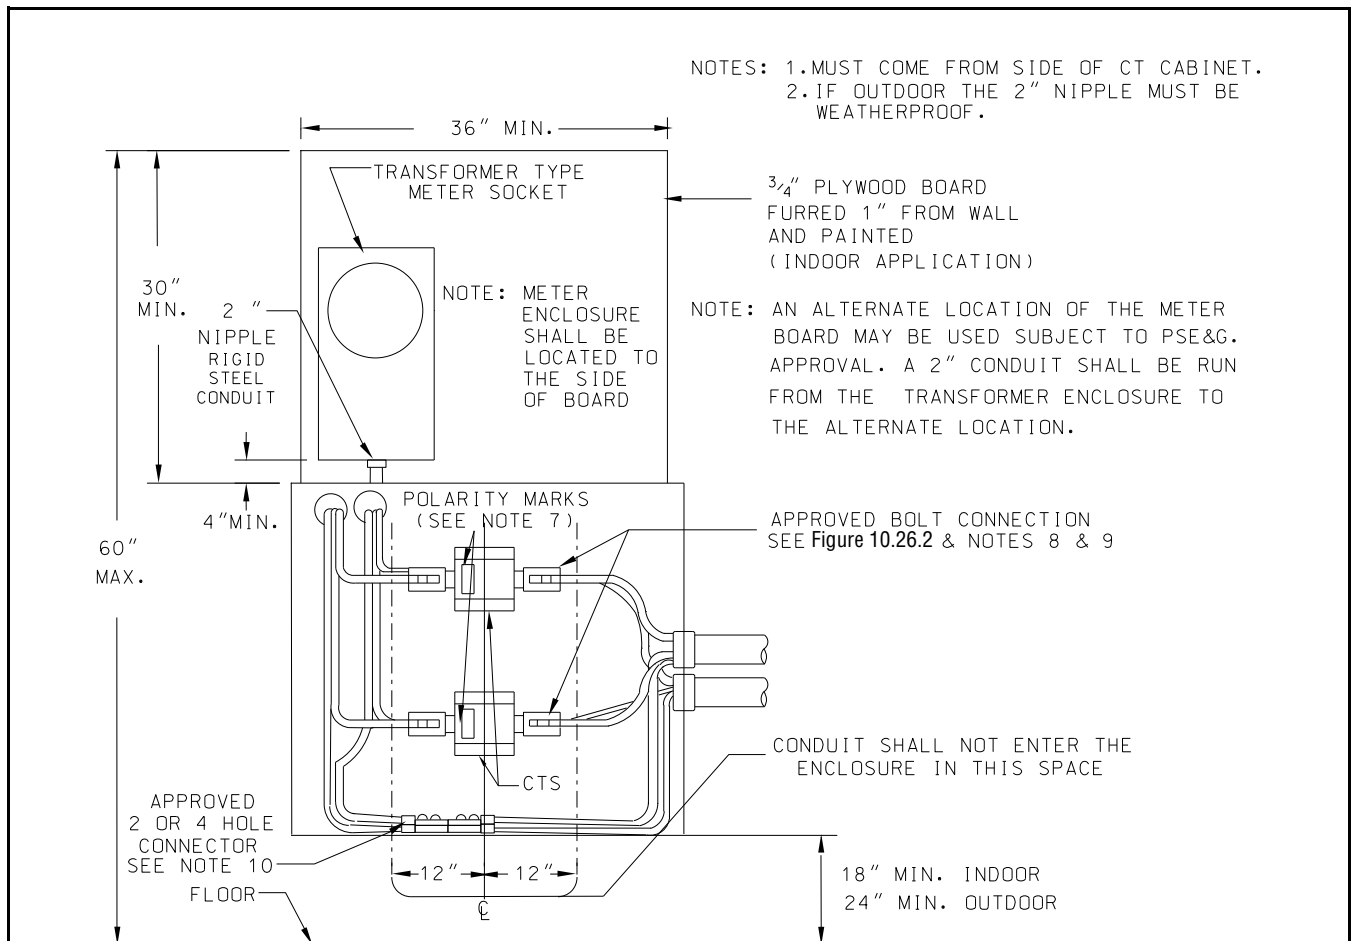 NOTES: 1. MUST COME FROM SIDE OF CT CABINET.
2. IF OUTDOOR THE 2" NIPPLE MUST BE
WEATHERPROOF.
36" MIN.
TRANSFORMER TYPE
METER SOCKET
3/4" PLYWOOD BOARD
FURRED 1" FROM WALL
AND PAINTED
(INDOOR APPLICATION)
30"
MIN.
2 "
NIPPLE
RIGID
STEEL
CONDUIT
NOTE: METER
ENCLOSURE
SHALL BE
LOCATED TO
THE SIDE
OF BOARD
NOTE: AN ALTERNATE LOCATION OF THE METER
BOARD MAY BE USED SUBJECT TO PSE&G.
APPROVAL. A 2" CONDUIT SHALL BE RUN
FROM THE TRANSFORMER ENCLOSURE TO
THE ALTERNATE LOCATION.
4"MIN.
POLARITY MARKS
(SEE NOTE 7)
APPROVED BOLT CONNECTION
SEE Figure 10.26.2 & NOTES 8 & 9
60"
MAX.
CTS
CONDUIT SHALL NOT ENTER THE
ENCLOSURE IN THIS SPACE
APPROVED
2 OR 4 HOLE
CONNECTOR
SEE NOTE 10
FLOOR
12" 12"
℄
18" MIN. INDOOR
24" MIN. OUTDOOR